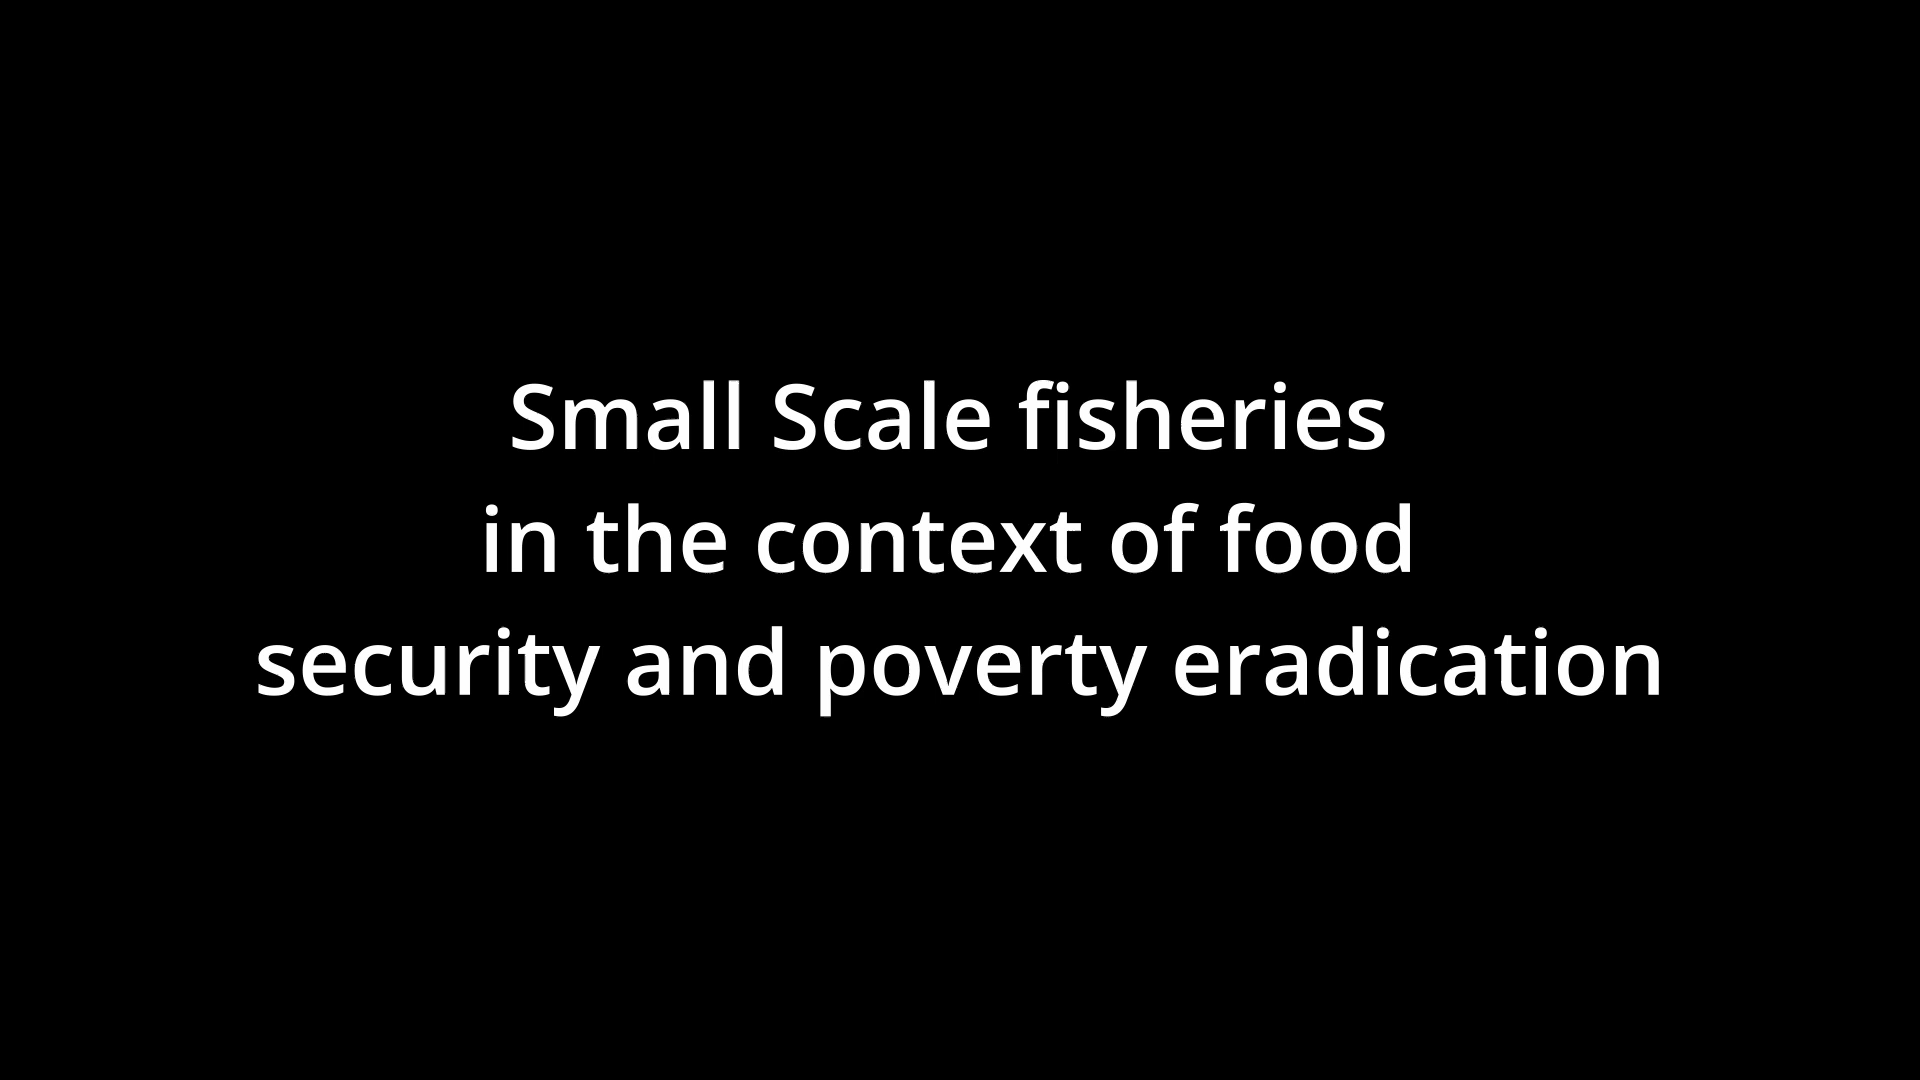 Small Scale fisheries
in the context of food
security and poverty eradication